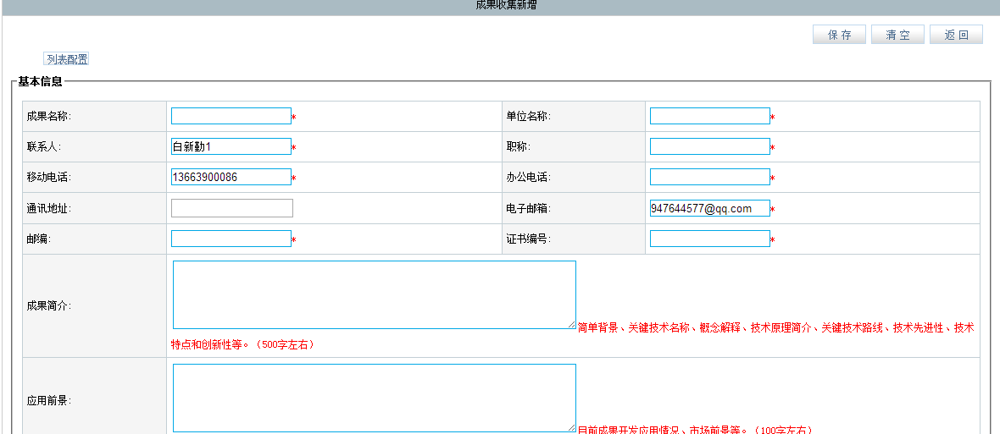 成果收集新增
保 存 清 空 返 回
列表配置
基本信息
成果名称: * 单位名称: *
联系人: 白新勤1 * 职称: *
移动电话: 13663900086 * 办公电话: *
通讯地址: 电子邮箱: 947644577@qq.com *
邮编: * 证书编号: *
成果简介: 简单背景、关键技术名称、概念解释、技术原理简介、关键技术路线、技术先进性、技术
特点和创新性等。（500字左右）
应用前景: 目前成果开发应用情况、市场前景等。（100字左右）